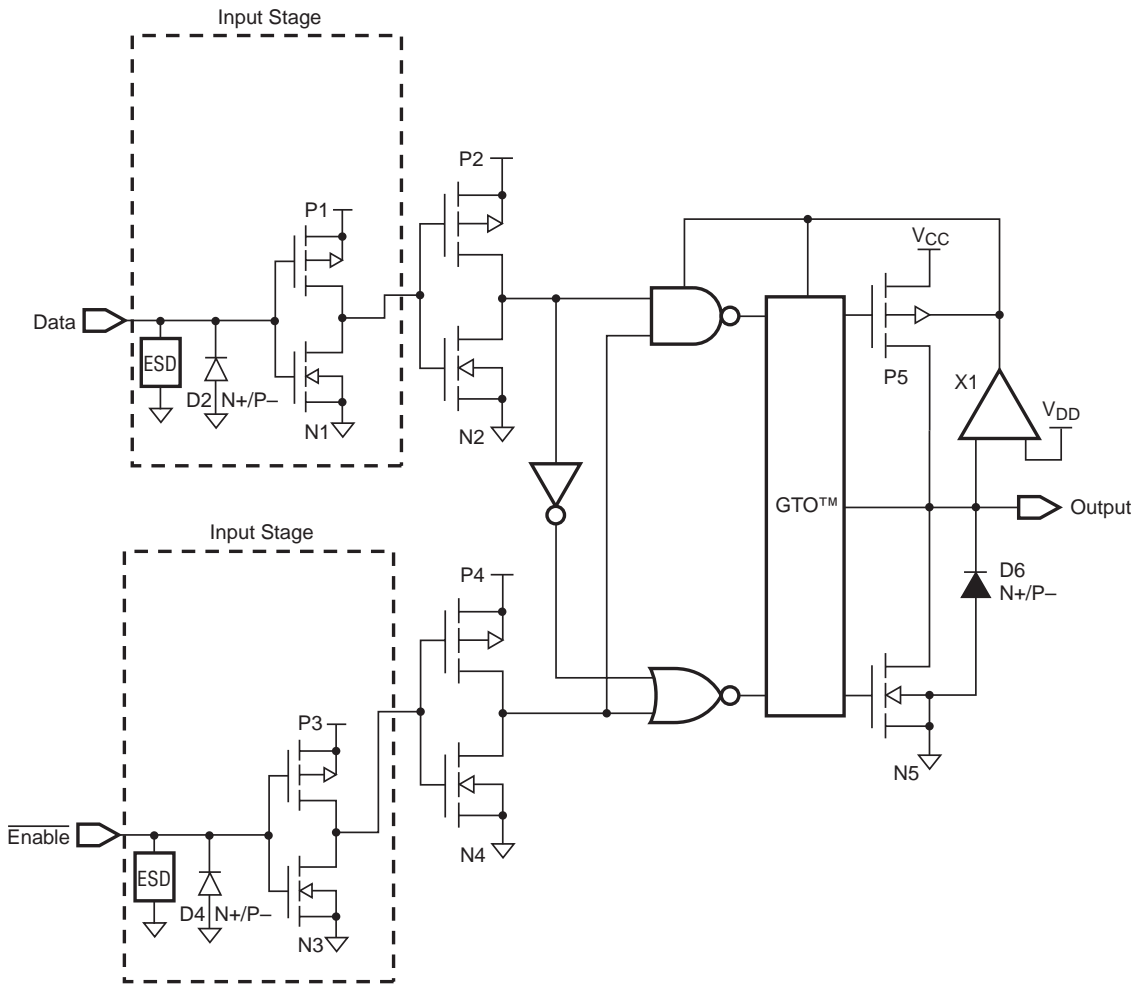 Input Stage
P1
Data
ESD
D2 N+/P–
N1
P2
N2
VCC
P5
X1
VDD
GTO™
Output
D6
N+/P–
N5
Input Stage
P3
Enable
ESD
D4 N+/P–
N3
P4
N4